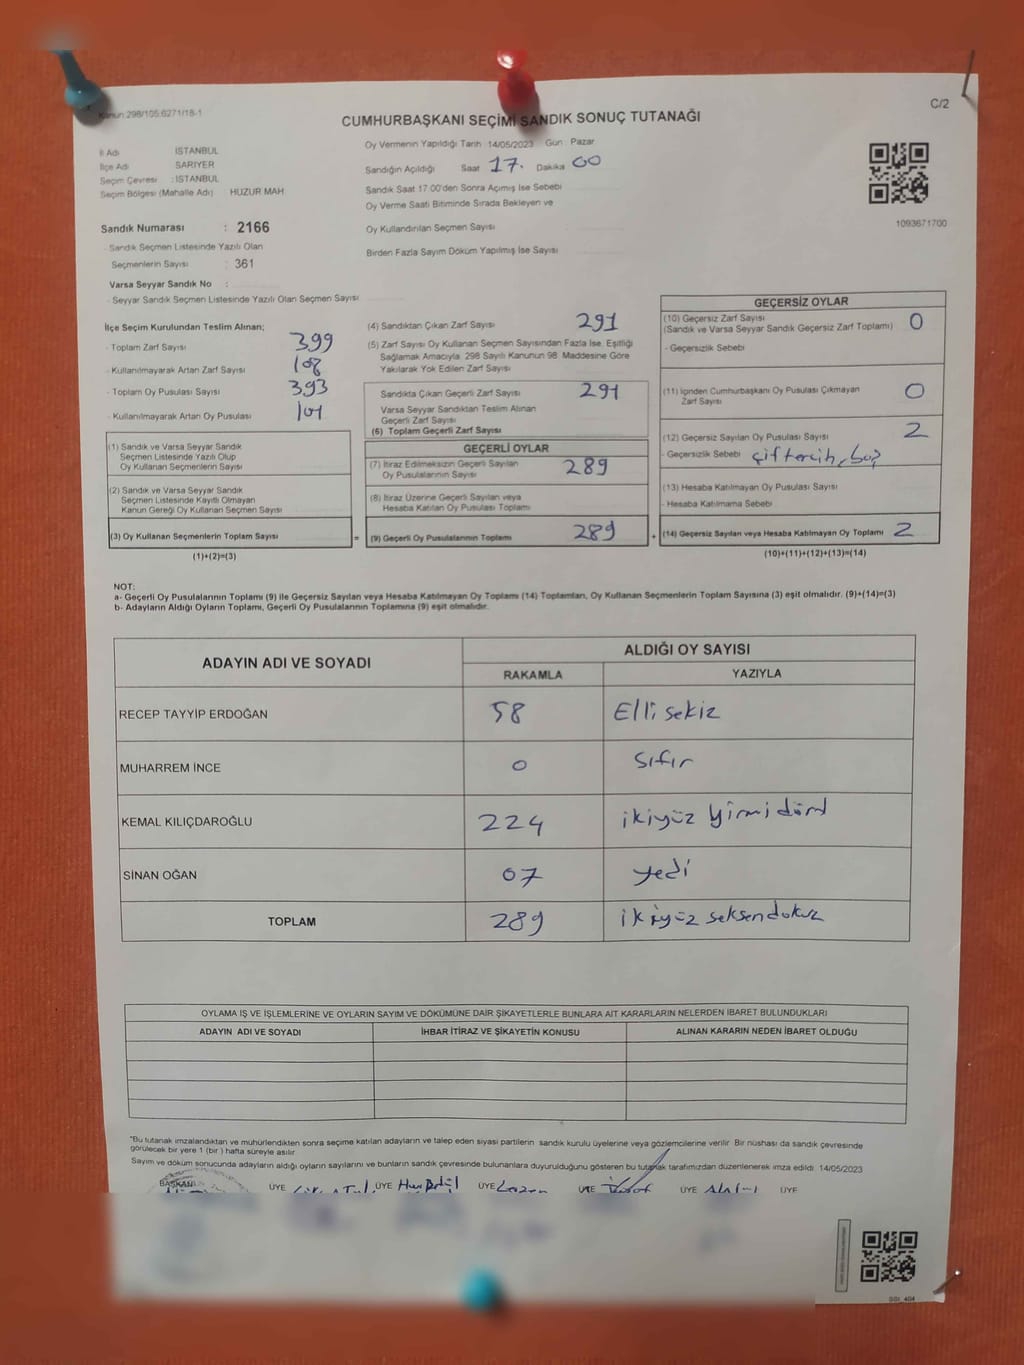 Kanun 298/105:6271/18-1
C/2
CUMHURBAŞKANI SEÇİMİ SANDIK SONUÇ TUTANAĞI
İl Adı : İSTANBUL
İlçe Adı : SARIYER
Seçim Çevresi : İSTANBUL
Seçim Bölgesi (Mahalle Adı) HUZUR MAH.
Sandık Numarası : 2166
- Sandık Seçmen Listesinde Yazılı Olan
Seçmenlerin Sayısı : 361
Varsa Seyyar Sandık No :
- Seyyar Sandık Seçmen Listesinde Yazılı Olan Seçmen Sayısı
Oy Vermenin Yapıldığı Tarih 14/05/2023 Gün : Pazar
Sandığın Açıldığı Saat 17. Dakika 00
Sandık Saat 17:00'den Sonra Açımış İse Sebebi
Oy Verme Saati Bitiminde Sırada Bekleyen ve
Oy Kullandırılan Seçmen Sayısı
Birden Fazla Sayım Döküm Yapılmış İse Sayısı
1093671700
İlçe Seçim Kurulundan Teslim Alınan;
- Toplam Zarf Sayısı 399
- Kullanılmayarak Artan Zarf Sayısı 108
- Toplam Oy Pusulası Sayısı 393
- Kullanılmayarak Artan Oy Pusulası 101
(1) Sandık ve Varsa Seyyar Sandık
Seçmen Listesinde Yazılı Olup
Oy Kullanan Seçmenlerin Sayısı
(2) Sandık ve Varsa Seyyar Sandık
Seçmen Listesinde Kayıtlı Olmayan
Kanun Gereği Oy Kullanan Seçmen Sayısı
(3) Oy Kullanan Seçmenlerin Toplam Sayısı
(1)+(2)=(3)
=
(4) Sandıktan Çıkan Zarf Sayısı 291
(5) Zarf Sayısı Oy Kullanan Seçmen Sayısından Fazla İse, Eşitliği
Sağlamak Amacıyla 298 Sayılı Kanunun 98. Maddesine Göre
Yakılarak Yok Edilen Zarf Sayısı
Sandıkta Çıkan Geçerli Zarf Sayısı 291
Varsa Seyyar Sandıktan Teslim Alınan
Geçerli Zarf Sayısı
(6) Toplam Geçerli Zarf Sayısı
GEÇERLİ OYLAR
(7) İtiraz Edilmeksizin Geçerli Sayılan
Oy Pusulalarının Sayısı 289
(8) İtiraz Üzerine Geçerli Sayılan veya
Hesaba Katılan Oy Pusulası Toplamı
(9) Geçerli Oy Pusulalarının Toplamı 289
+
GEÇERSİZ OYLAR
(10) Geçersiz Zarf Sayısı 0
(Sandık ve Varsa Seyyar Sandık Geçersiz Zarf Toplamı)
- Geçersizlik Sebebi
(11) İçinden Cumhurbaşkanı Oy Pusulası Çıkmayan 0
Zarf Sayısı
(12) Geçersiz Sayılan Oy Pusulası Sayısı 2
- Geçersizlik Sebebi çift tercih, boş
(13) Hesaba Katılmayan Oy Pusulası Sayısı
- Hesaba Katılmama Sebebi
(14) Geçersiz Sayılan veya Hesaba Katılmayan Oy Toplamı 2
(10)+(11)+(12)+(13)=(14)
NOT:
a- Geçerli Oy Pusulalarının Toplamı (9) ile Geçersiz Sayılan veya Hesaba Katılmayan Oy Toplamı (14) Toplamları, Oy Kullanan Seçmenlerin Toplam Sayısına (3) eşit olmalıdır. (9)+(14)=(3)
b- Adayların Aldığı Oyların Toplamı, Geçerli Oy Pusulalarının Toplamına (9) eşit olmalıdır.
ADAYIN ADI VE SOYADI
ALDIĞI OY SAYISI
RAKAMLA YAZIYLA
RECEP TAYYİP ERDOĞAN 58 Elli sekiz
MUHARREM İNCE 0 Sıfır
KEMAL KILIÇDAROĞLU 224 ikiyüz yirmi dört
SİNAN OĞAN 07 yedi
TOPLAM 289 ikiyüz seksendokuz
OYLAMA İŞ VE İŞLEMLERİNE VE OYLARIN SAYIM VE DÖKÜMÜNE DAİR ŞİKAYETLERLE BUNLARA AİT KARARLARIN NELERDEN İBARET BULUNDUKLARI
ADAYIN ADI VE SOYADI İHBAR İTİRAZ VE ŞİKAYETİN KONUSU ALINAN KARARIN NEDEN İBARET OLDUĞU
"Bu tutanak imzalandıktan ve mühürlendikten sonra seçime katılan adayların ve talep eden siyasi partilerin sandık kurulu üyelerine veya gözlemcilerine verilir. Bir nüshası da sandık çevresinde
görülecek bir yere 1 (bir) hafta süreyle asılır.
Sayım ve döküm sonucunda adayların aldığı oyların sayılarını ve bunların sandık çevresinde bulunanlara duyurulduğunu gösteren bu tutanak tarafımızdan düzenlenerek imza edildi. 14/05/2023
BAŞKAN ÜYE ÜYE ÜYE ÜYE ÜYE ÜYE